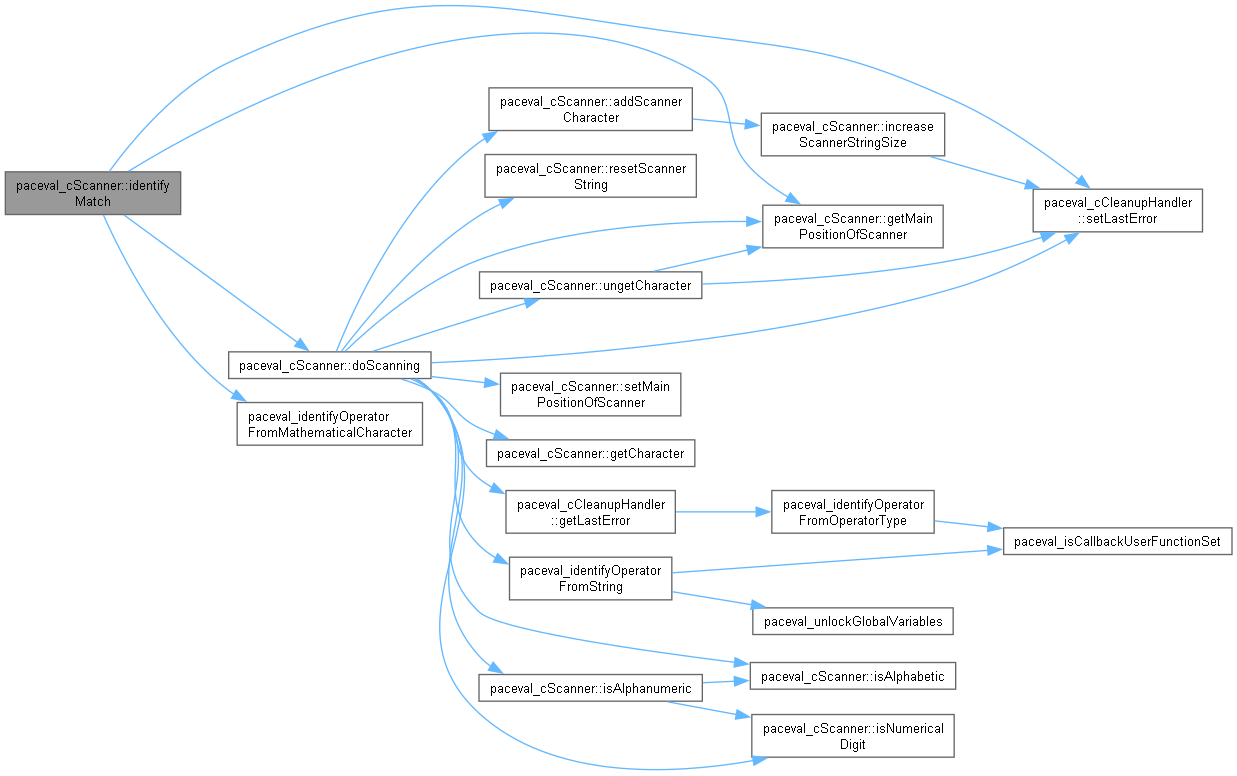 paceval_cScanner::identify
Match
paceval_cScanner::doScanning
paceval_identifyOperator
FromMathematicalCharacter
paceval_cScanner::addScanner
Character
paceval_cScanner::resetScanner
String
paceval_cScanner::ungetCharacter
paceval_cScanner::setMain
PositionOfScanner
paceval_cScanner::getCharacter
paceval_cCleanupHandler
::getLastError
paceval_identifyOperator
FromString
paceval_cScanner::isAlphanumeric
paceval_cScanner::increase
ScannerStringSize
paceval_cScanner::getMain
PositionOfScanner
paceval_identifyOperator
FromOperatorType
paceval_unlockGlobalVariables
paceval_cScanner::isAlphabetic
paceval_cScanner::isNumerical
Digit
paceval_cCleanupHandler
::setLastError
paceval_isCallbackUserFunctionSet